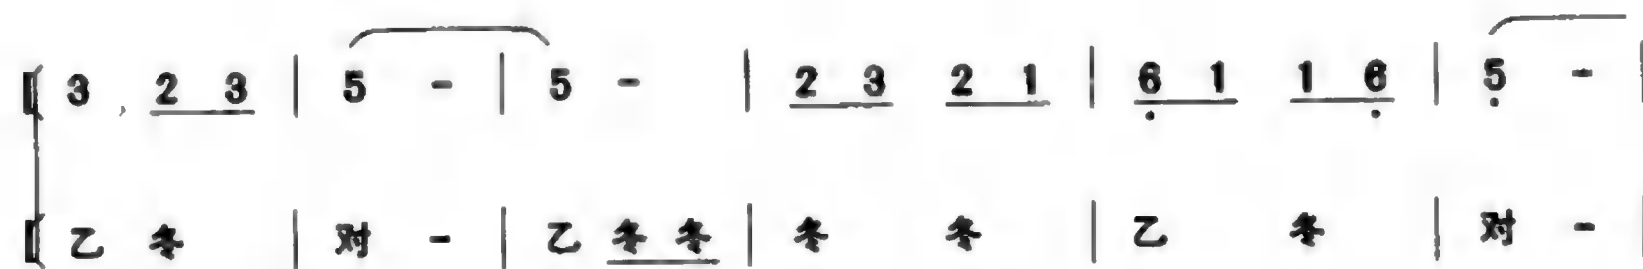 3 2 3 | 5 - | 5 - | 2 3 2 1 | 6 1 1 6 | 5 - |
乙 冬 | 对 - | 乙 冬 冬 | 冬 冬 | 乙 冬 | 对 - |